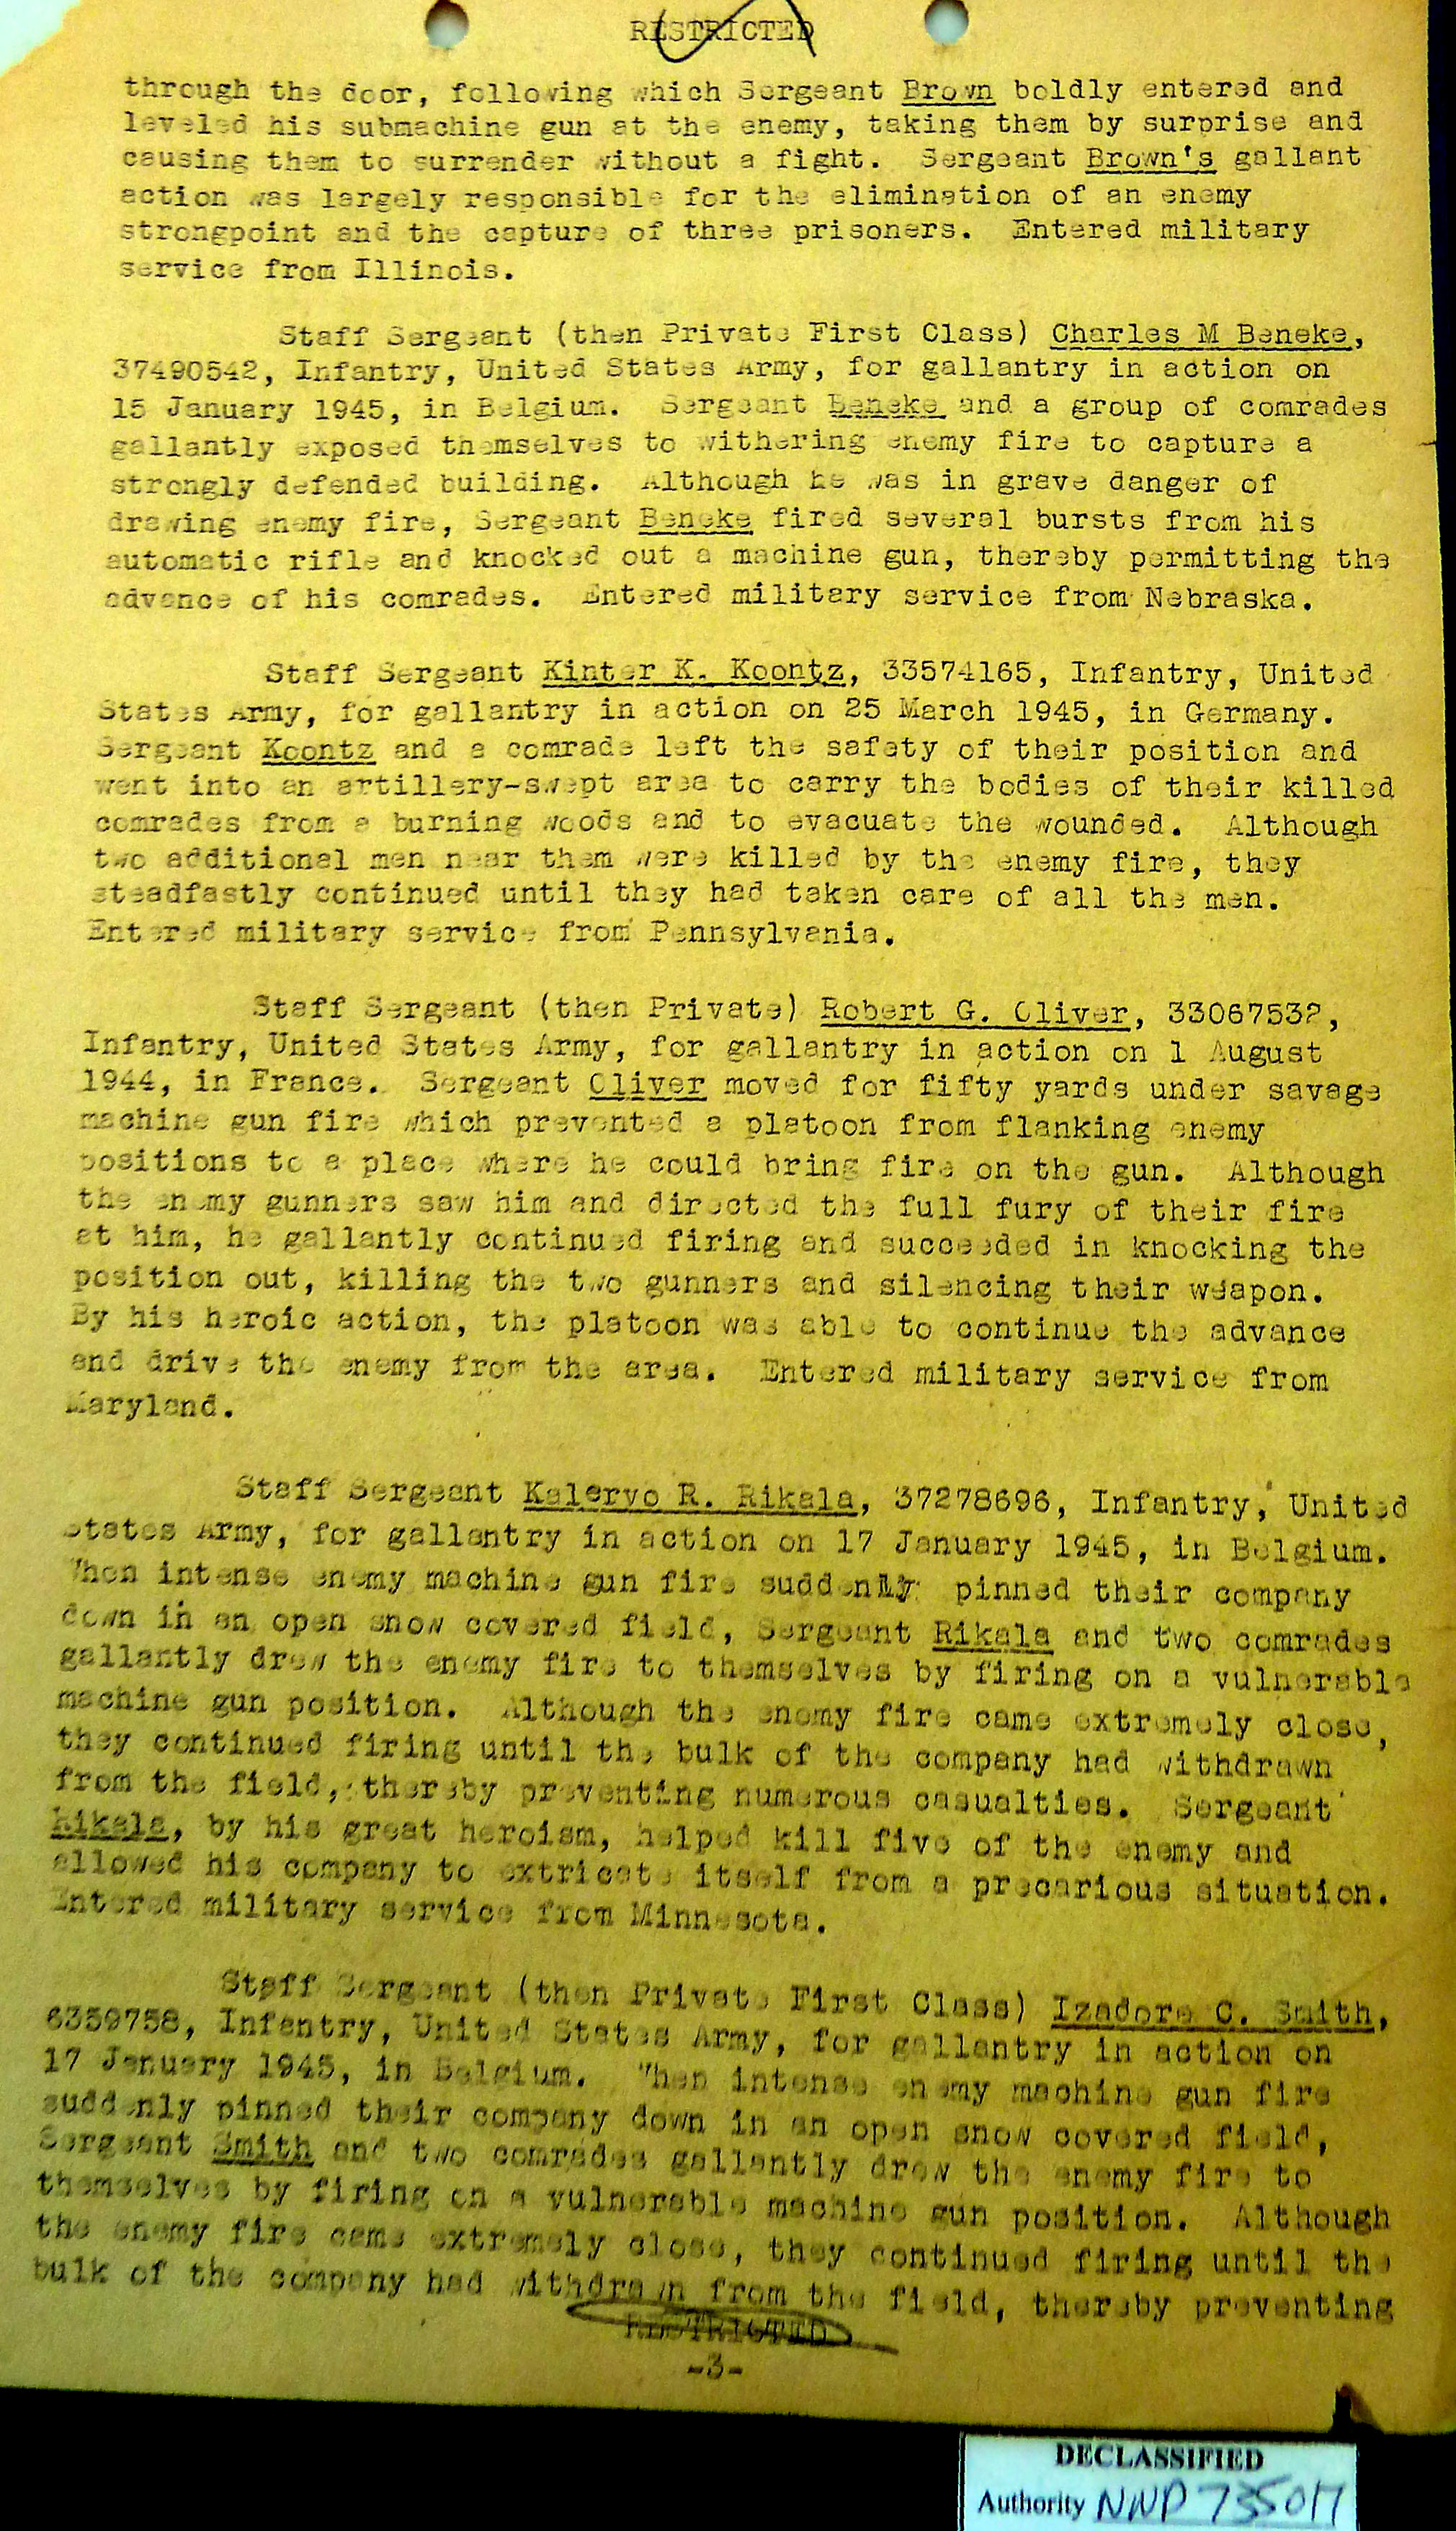 RESTRICTED
through the door, following which Sergeant Brown boldly entered and
leveled his submachine gun at the enemy, taking them by surprise and
causing them to surrender without a fight. Sergeant Brown's gallant
action was largely responsible for the elimination of an enemy
strongpoint and the capture of three prisoners. Entered military
service from Illinois.
Staff Sergeant (then Private First Class) Charles M Beneke,
37490542, Infantry, United States Army, for gallantry in action on
15 January 1945, in Belgium. Sergeant Beneke and a group of comrades
gallantly exposed themselves to withering enemy fire to capture a
strongly defended building. Although he was in grave danger of
drawing enemy fire, Sergeant Beneke fired several bursts from his
automatic rifle and knocked out a machine gun, thereby permitting the
advance of his comrades. Entered military service from Nebraska.
Staff Sergeant Kinter K. Koontz, 33574165, Infantry, United
States Army, for gallantry in action on 25 March 1945, in Germany.
Sergeant Koontz and a comrade left the safety of their position and
went into an artillery-swept area to carry the bodies of their killed
comrades from a burning woods and to evacuate the wounded. Although
two additional men near them were killed by the enemy fire, they
steadfastly continued until they had taken care of all the men.
Entered military service from Pennsylvania.
Staff Sergeant (then Private) Robert G. Oliver, 33067532,
Infantry, United States Army, for gallantry in action on 1 August
1944, in France. Sergeant Oliver moved for fifty yards under savage
machine gun fire which prevented a platoon from flanking enemy
positions to a place where he could bring fire on the gun. Although
the enemy gunners saw him and directed the full fury of their fire
at him, he gallantly continued firing and succeeded in knocking the
position out, killing the two gunners and silencing their weapon.
By his heroic action, the platoon was able to continue the advance
and drive the enemy from the area. Entered military service from
Maryland.
Staff Sergeant Kalervo R. Rikala, 37278696, Infantry, United
States Army, for gallantry in action on 17 January 1945, in Belgium.
When intense enemy machine gun fire suddenly pinned their company
down in an open snow covered field, Sergeant Rikala and two comrades
gallantly drew the enemy fire to themselves by firing on a vulnerable
machine gun position. Although the enemy fire came extremely close,
they continued firing until the bulk of the company had withdrawn
from the field, thereby preventing numerous casualties. Sergeant
Rikala, by his great heroism, helped kill five of the enemy and
allowed his company to extricate itself from a precarious situation.
Entered military service from Minnesota.
Staff Sergeant (then Private First Class) Izadore C. Smith,
6359758, Infantry, United States Army, for gallantry in action on
17 January 1945, in Belgium. When intense enemy machine gun fire
suddenly pinned their company down in an open snow covered field,
Sergeant Smith and two comrades gallantly drew the enemy fire to
themselves by firing on a vulnerable machine gun position. Although
the enemy fire came extremely close, they continued firing until the
bulk of the company had withdrawn from the field, thereby preventing
RESTRICTED
-3-
DECLASSIFIED
Authority NND 735017